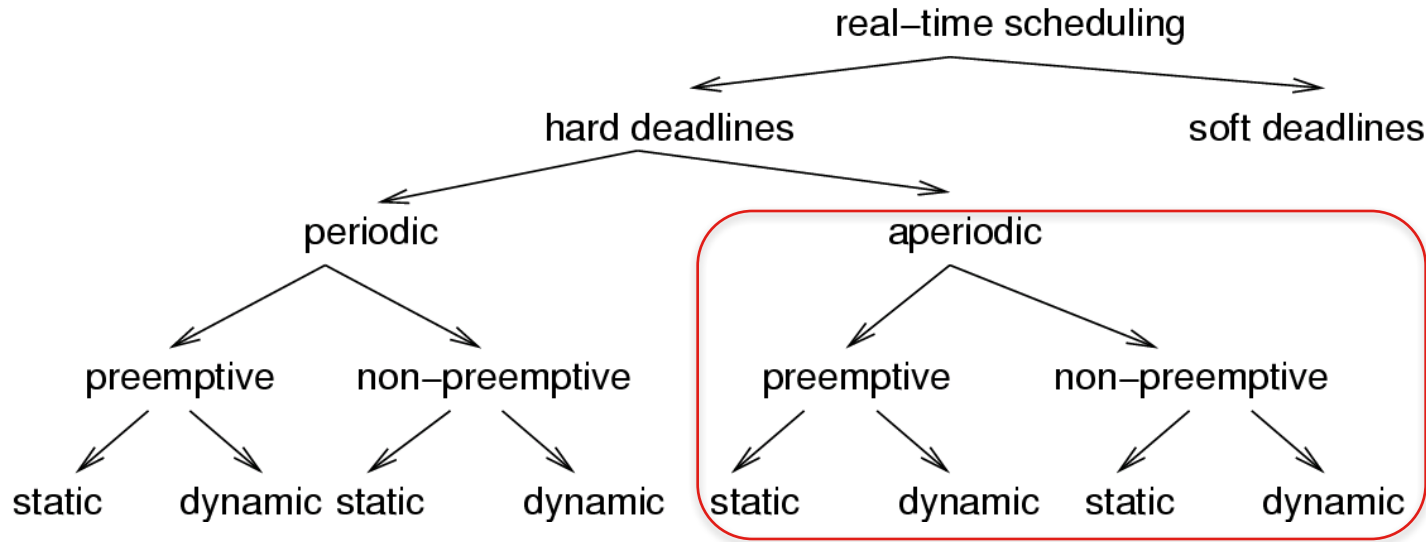 real–time scheduling
hard deadlines soft deadlines
periodic aperiodic
preemptive non–preemptive preemptive non–preemptive
static dynamic static dynamic static dynamic static dynamic